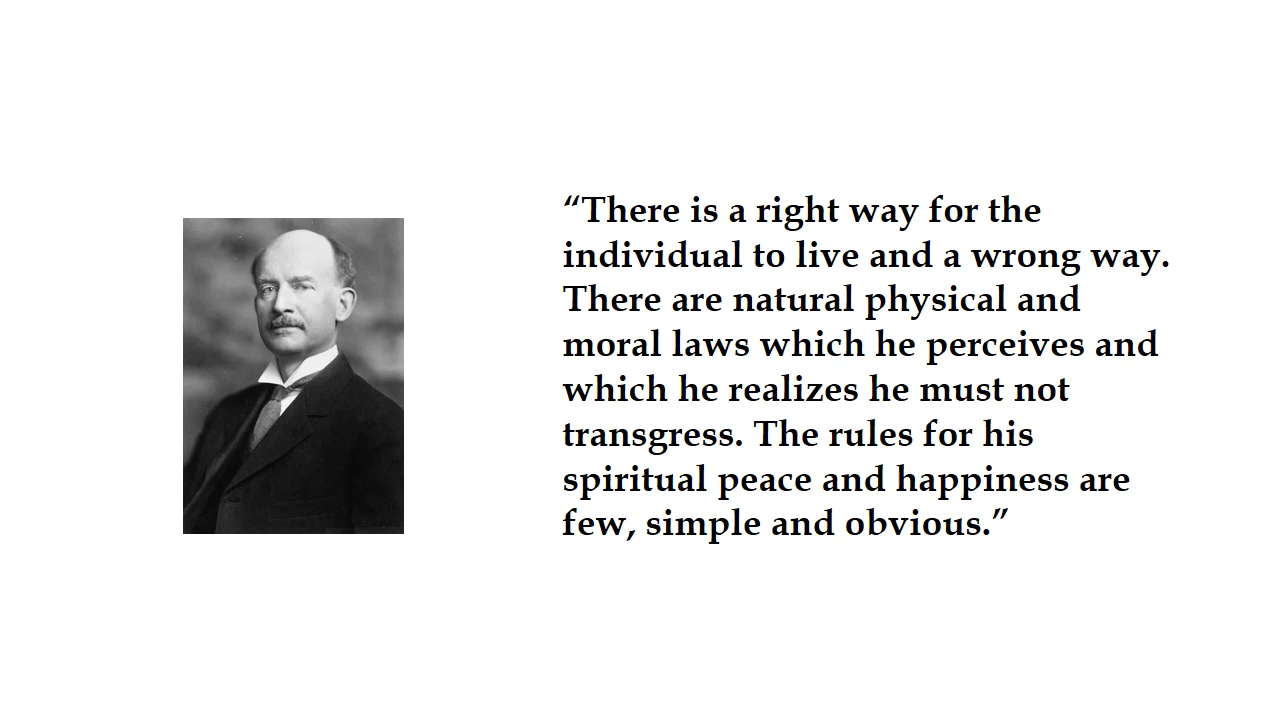 “There is a right way for the
individual to live and a wrong way.
There are natural physical and
moral laws which he perceives and
which he realizes he must not
transgress. The rules for his
spiritual peace and happiness are
few, simple and obvious.”